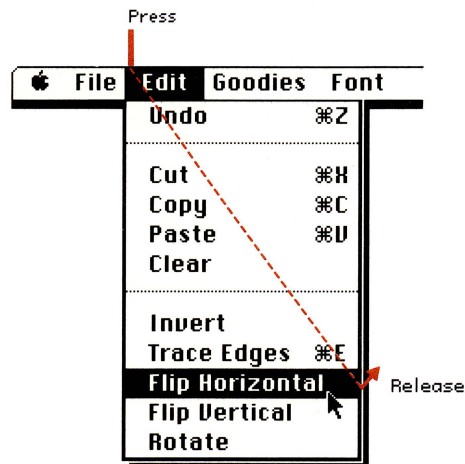 Press
File Edit Goodies Font
Undo ⌘Z
Cut ⌘X
Copy ⌘C
Paste ⌘V
Clear
Invert
Trace Edges ⌘E
Flip Horizontal
Release
Flip Vertical
Rotate